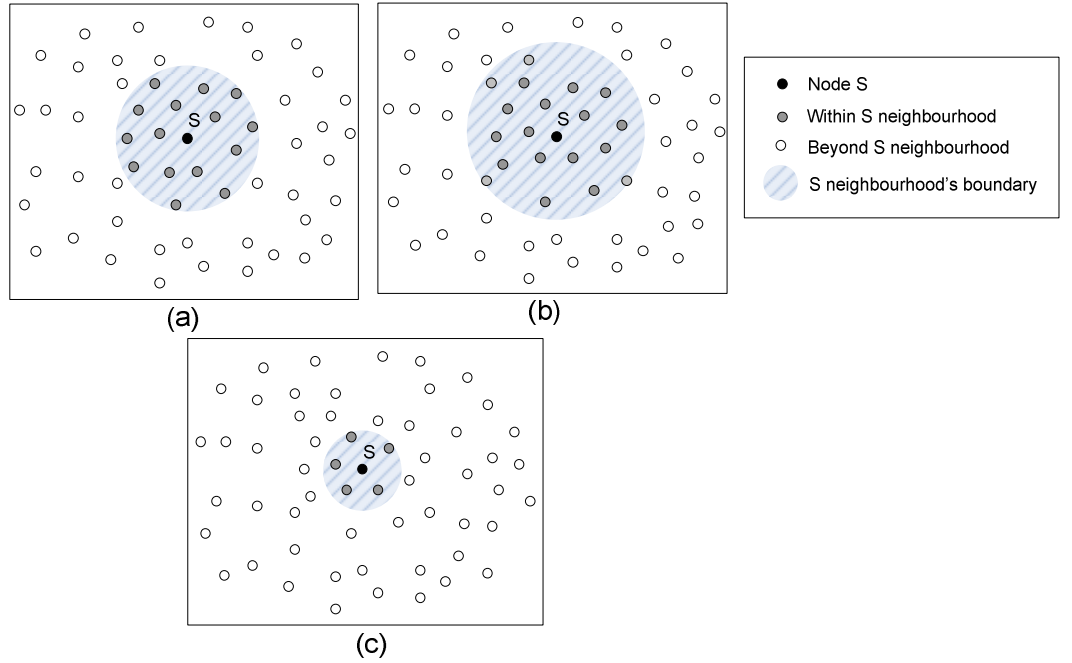 S
(a)
S
(b)
Node S
Within S neighbourhood
Beyond S neighbourhood
S neighbourhood's boundary
S
(c)